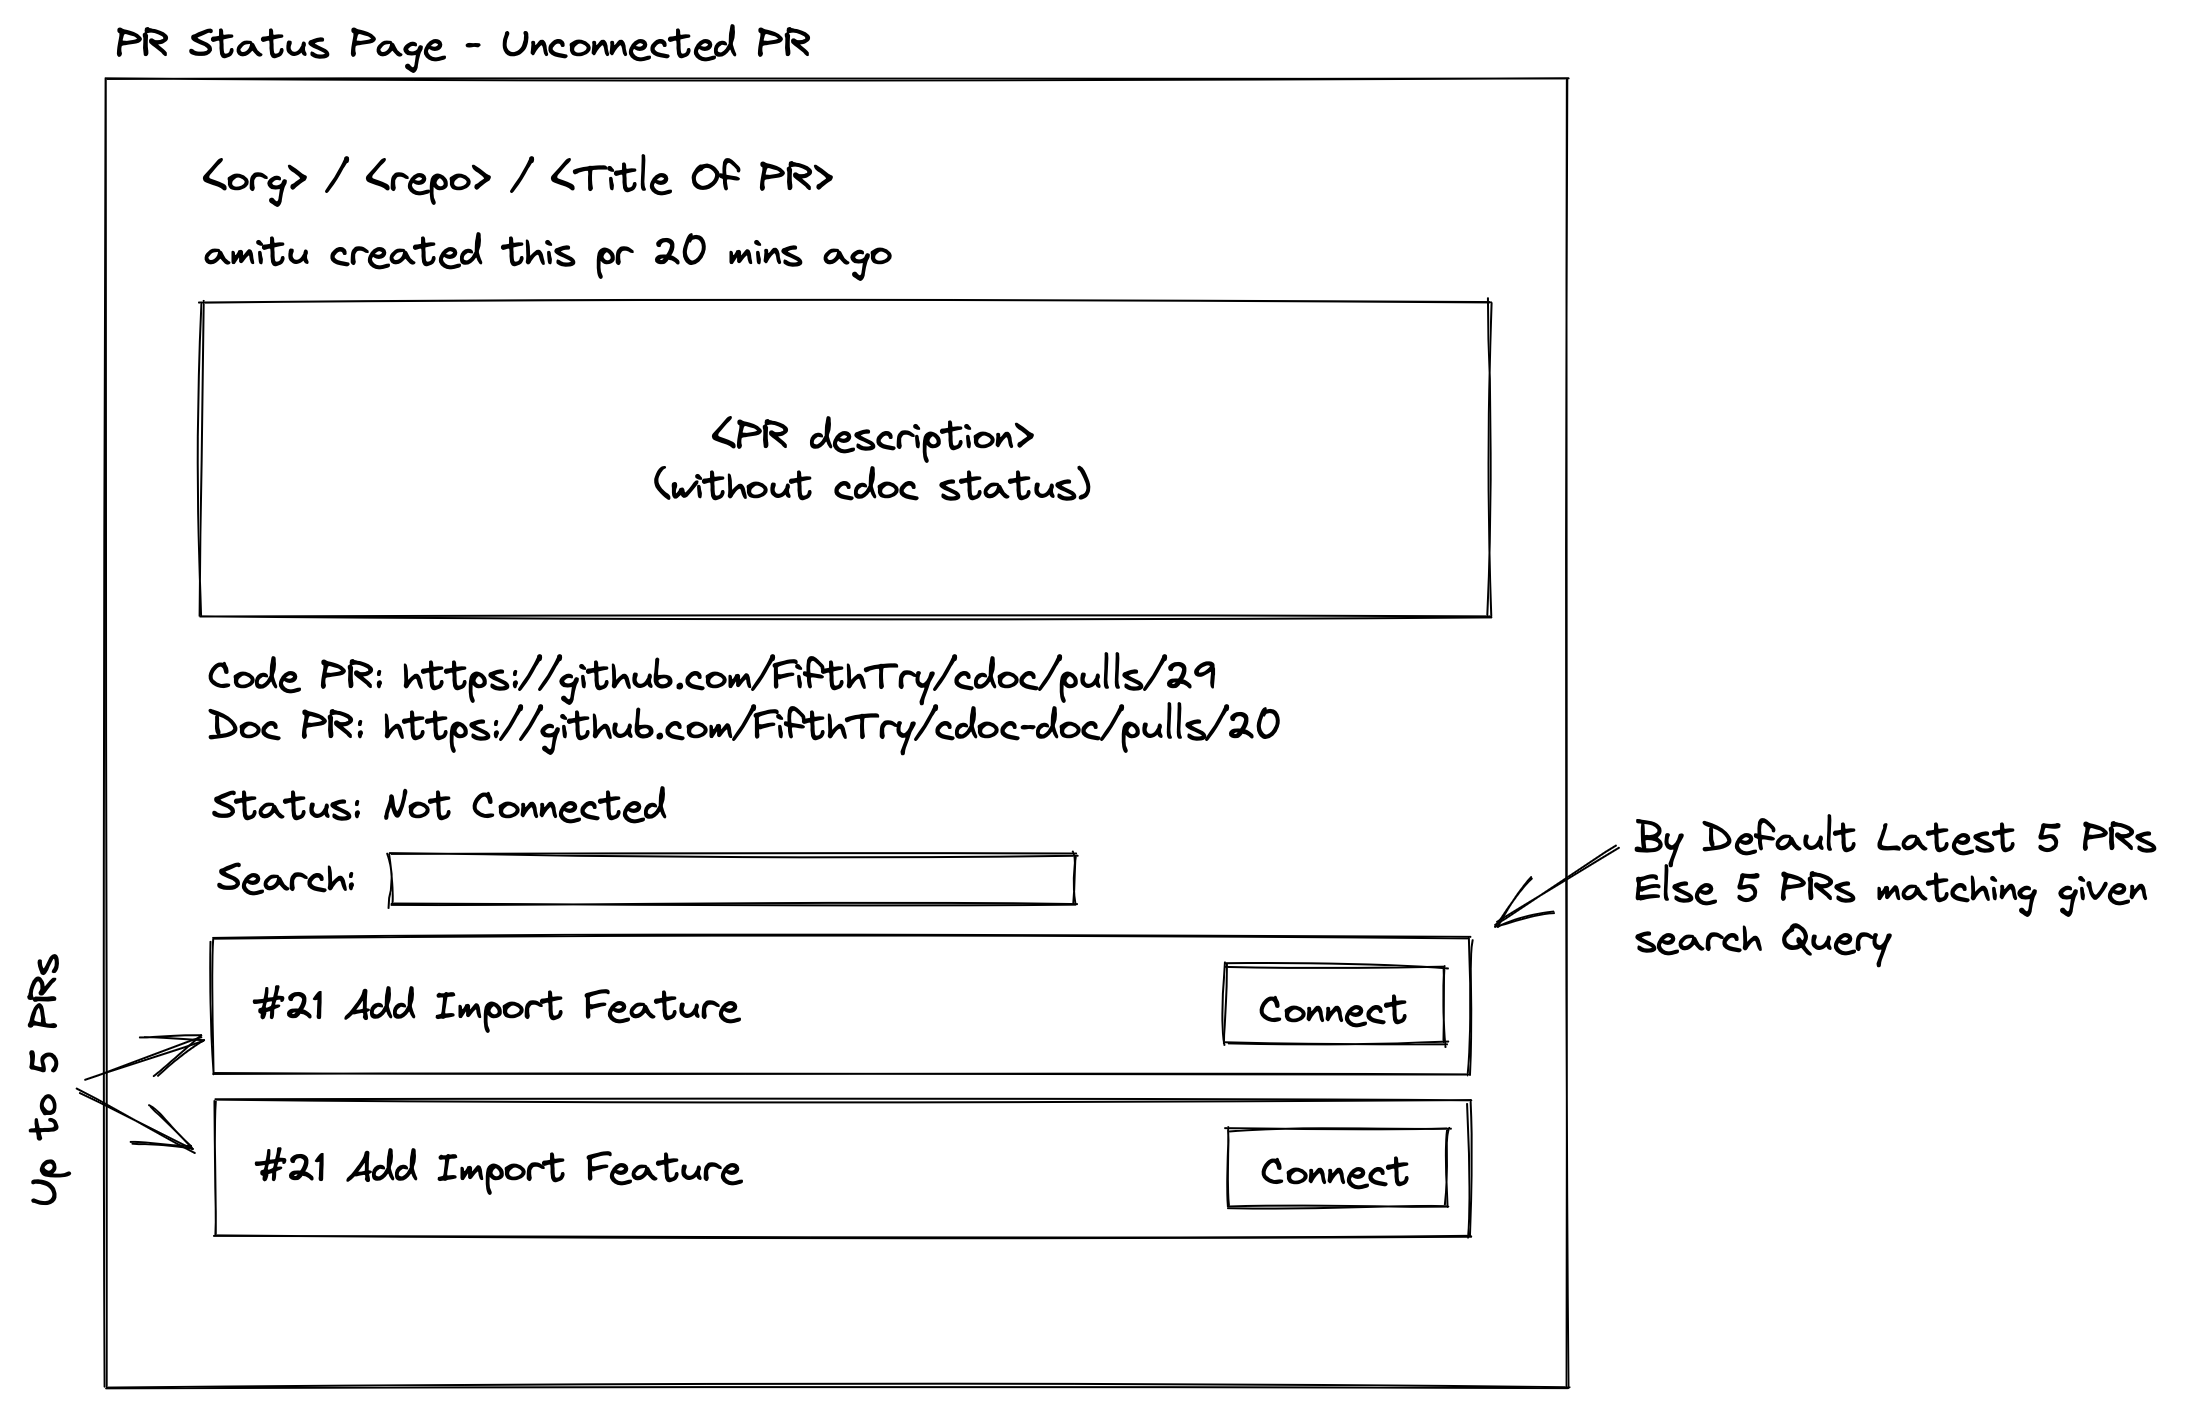 PR Status Page - Unconnected PR
<org> / <repo> / <Title Of PR>
amitu created this pr 20 mins ago
<PR description>
(without cdoc status)
Code PR: https://github.com/FifthTry/cdoc/pulls/29
Doc PR: https://github.com/FifthTry/cdoc-doc/pulls/20
Status: Not Connected
Search:
By Default Latest 5 PRs
Else 5 PRs matching given
search Query
Up to 5 PRs
#21 Add Import Feature
Connect
#21 Add Import Feature
Connect